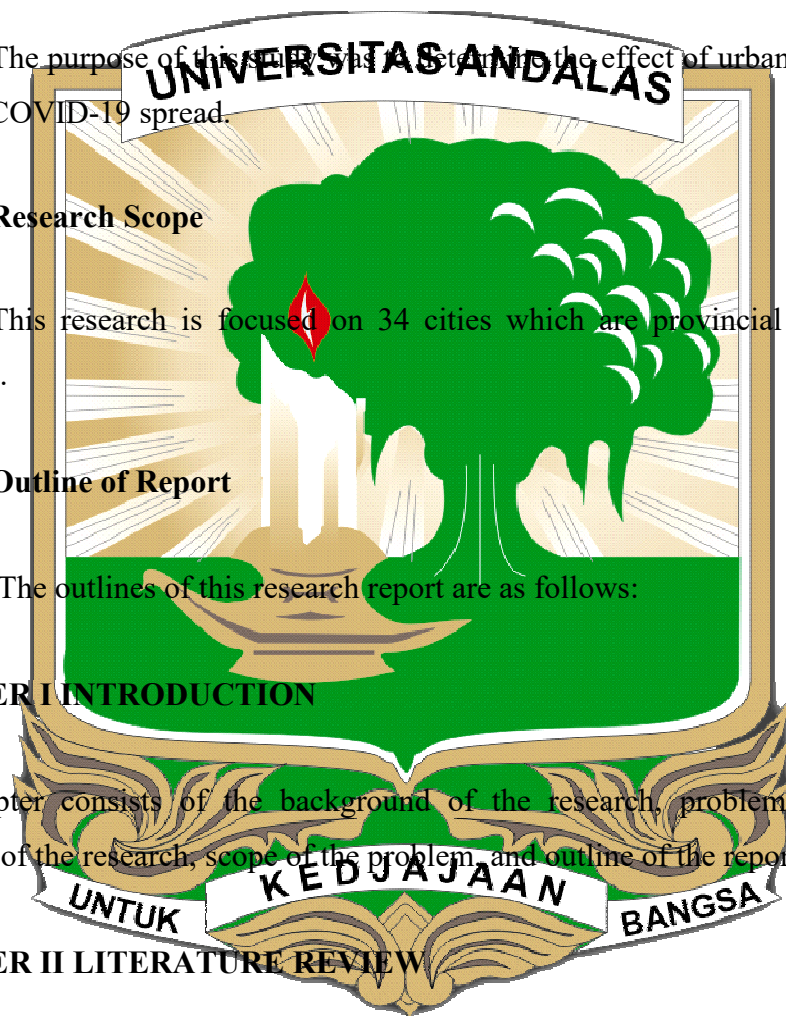 UNIVERSITAS ANDALAS
The purpose of this study was to determine the effect of urban
COVID-19 spread.
Research Scope
This research is focused on 34 cities which are provincial
.
Outline of Report
The outlines of this research report are as follows:
ER I INTRODUCTION
pter consists of the background of the research, problem
of the research, scope of the problem, and outline of the repor
UNTUK KEDJAJAAN BANGSA
ER II LITERATURE REVIEW